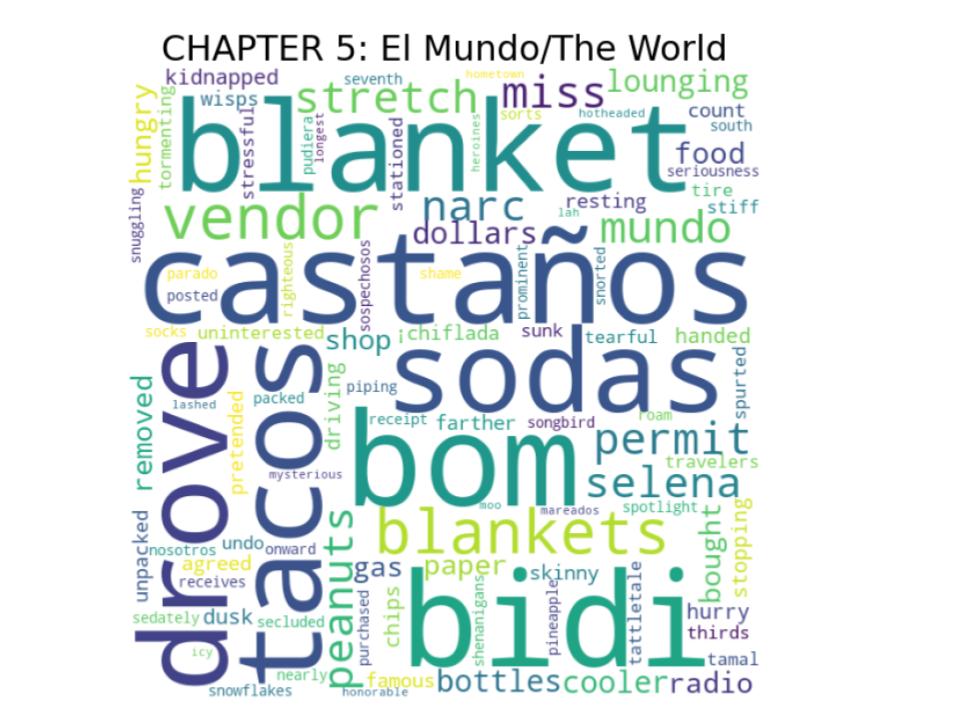 CHAPTER 5: El Mundo/The World
kidnapped
seventh
hometown
lounging
hungry
tormenting
wisps
stretch
miss
sorts
hotheaded
count
south
blanket
stressful
pudiera
longest
stationed
heroines
food
seriousness
tire
stiff
snuggling
vendor
narc
lah
resting
dollars
mundo
castaños
parado
posted
righteous
sospechosos
shame
prominent
snorted
socks
uninterested
shop
¡chiflada
sunk
tearful
handed
drove
tacos
sodas
removed
lashed
pretended
packed
driving
piping
spurted
receipt
farther
songbird
roam
bom
permit
mysterious
travelers
selena
moo
mareados
spotlight
unpacked
nosotros
undo
onward
peanuts
blankets
bought
stopping
agreed
receives
gas
paper
skinny
bidi
purchased
chips
shenanigans
pineapple
tattletale
hurry
thirds
sedately
dusk
secluded
icy
tamal
nearly
famous
bottles
cooler
radio
snowflakes
honorable